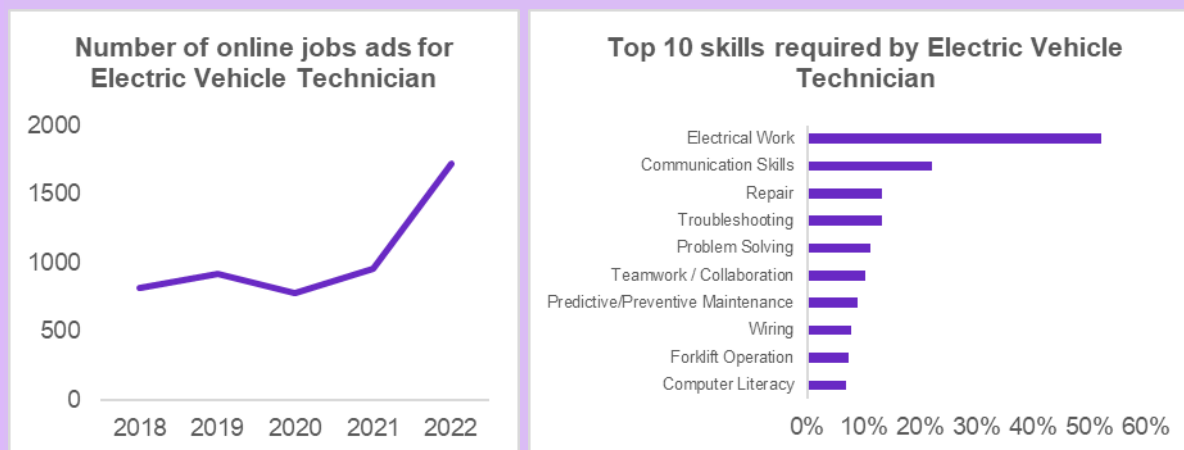 Number of online jobs ads for
Electric Vehicle Technician
2000
1500
1000
500
0
2018 2019 2020 2021 2022
Top 10 skills required by Electric Vehicle
Technician
Electrical Work
Communication Skills
Repair
Troubleshooting
Problem Solving
Teamwork / Collaboration
Predictive/Preventive Maintenance
Wiring
Forklift Operation
Computer Literacy
0% 10% 20% 30% 40% 50% 60%